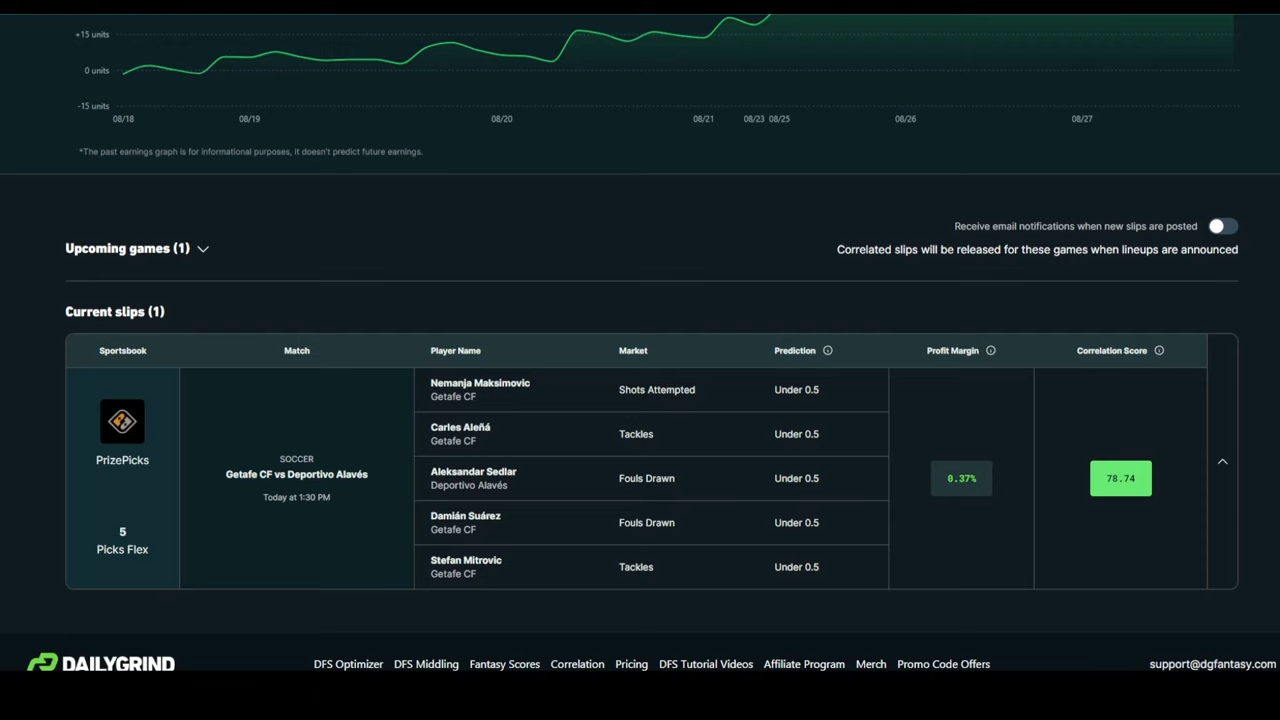 +15 units
0 units
-15 units
08/18
08/19
08/20
08/21
08/23
08/25
08/26
08/27
*The past earnings graph is for informational purposes, it doesn't predict future earnings.
Receive email notifications when new slips are posted
Upcoming games (1)
Correlated slips will be released for these games when lineups are announced
Current slips (1)
Sportsbook
Match
Player Name
Market
Prediction
Profit Margin
Correlation Score
PrizePicks
5
Picks Flex
SOCCER
Getafe CF vs Deportivo Alavés
Today at 1:30 PM
Nemanja Maksimovic
Getafe CF
Shots Attempted
Under 0.5
Carles Aleñá
Getafe CF
Tackles
Under 0.5
Aleksandar Sedlar
Deportivo Alavés
Fouls Drawn
Under 0.5
Damián Suárez
Getafe CF
Fouls Drawn
Under 0.5
Stefan Mitrovic
Getafe CF
Tackles
Under 0.5
0.37%
78.74
DAILYGRIND
DFS Optimizer
DFS Middling
Fantasy Scores
Correlation
Pricing
DFS Tutorial Videos
Affiliate Program
Merch
Promo Code Offers
support@dgfantasy.com